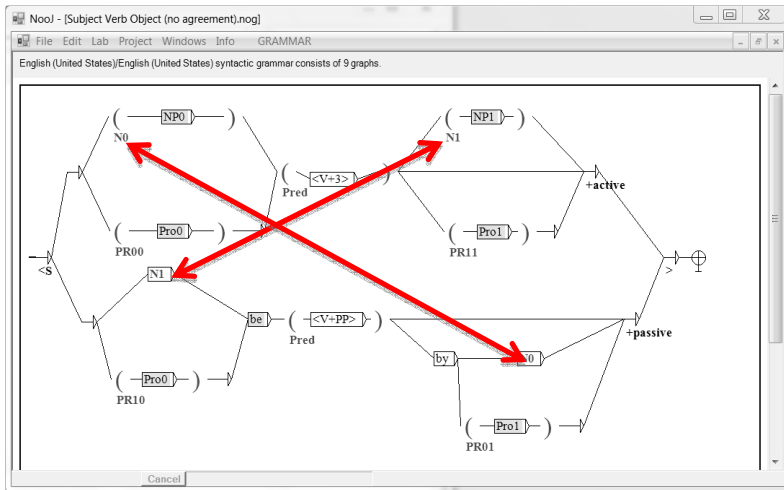 NooJ - [Subject Verb Object (no agreement).nog]
File Edit Lab Project Windows Info GRAMMAR
English (United States)/English (United States) syntactic grammar consists of 9 graphs.
( NP0 ) ( NP1 )
N0 N1
( <V+3> )
Pred
+active
( Pro0 ) ( Pro1 )
PR00 PR11
<S >
N1
be ( <V+PP> )
Pred
+passive
by
( Pro0 )
PR10
( Pro1 )
PR01
Cancel